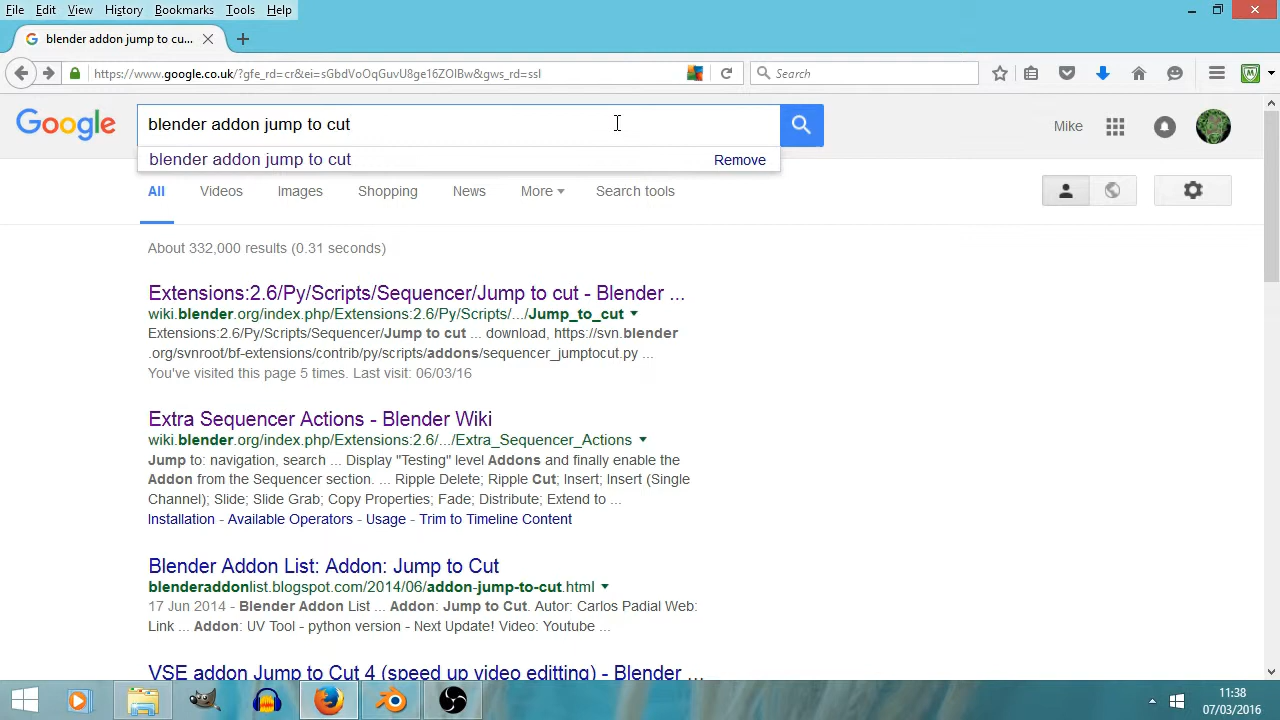 File Edit View History Bookmarks Tools Help
blender addon jump to cu...
https://www.google.co.uk/?gfe_rd=cr&ei=sGbdVoOqGuvU8gf-6ZOIBw&gws_rd=ssl
Search
Google
blender addon jump to cut
Mike
blender addon jump to cut Remove
All Videos Images Shopping News More Search tools
About 332,000 results (0.31 seconds)
Extensions:2.6/Py/Scripts/Sequencer/Jump to cut - Blender ...
wiki.blender.org/index.php/Extensions:2.6/Py/Scripts/.../Jump_to_cut
Extensions:2.6/Py/Scripts/Sequencer/Jump to cut ... download, https://svn.blender
.org/svnroot/bf-extensions/contrib/py/scripts/addons/sequencer_jumptocut.py ...
You've visited this page 5 times. Last visit: 06/03/16
Extra Sequencer Actions - Blender Wiki
wiki.blender.org/index.php/Extensions:2.6/.../Extra_Sequencer_Actions
Jump to: navigation, search ... Display "Testing" level Addons and finally enable the
Addon from the Sequencer section. ... Ripple Delete; Ripple Cut; Insert; Insert (Single
Channel); Slide; Slide Grab; Copy Properties; Fade; Distribute; Extend to ...
Installation - Available Operators - Usage - Trim to Timeline Content
Blender Addon List: Addon: Jump to Cut
blenderaddonlist.blogspot.com/2014/06/addon-jump-to-cut.html
17 Jun 2014 - Blender Addon List ... Addon: Jump to Cut. Autor: Carlos Padial Web:
Link ... Addon: UV Tool - python version - Next Update! Video: Youtube ...
VSE addon Jump to Cut 4 (speed up video editting) - Blender ...
11:38
07/03/2016